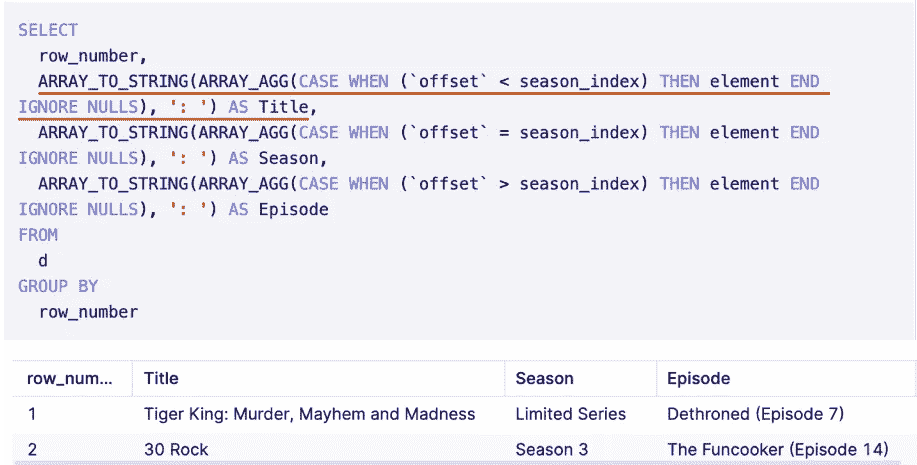 SELECT
row_number,
ARRAY_TO_STRING(ARRAY_AGG(CASE WHEN (`offset` < season_index) THEN element END
IGNORE NULLS), ': ') AS Title,
ARRAY_TO_STRING(ARRAY_AGG(CASE WHEN (`offset` = season_index) THEN element END
IGNORE NULLS), ': ') AS Season,
ARRAY_TO_STRING(ARRAY_AGG(CASE WHEN (`offset` > season_index) THEN element END
IGNORE NULLS), ': ') AS Episode
FROM
d
GROUP BY
row_number
row_num... Title Season Episode
1 Tiger King: Murder, Mayhem and Madness Limited Series Dethroned (Episode 7)
2 30 Rock Season 3 The Funcooker (Episode 14)